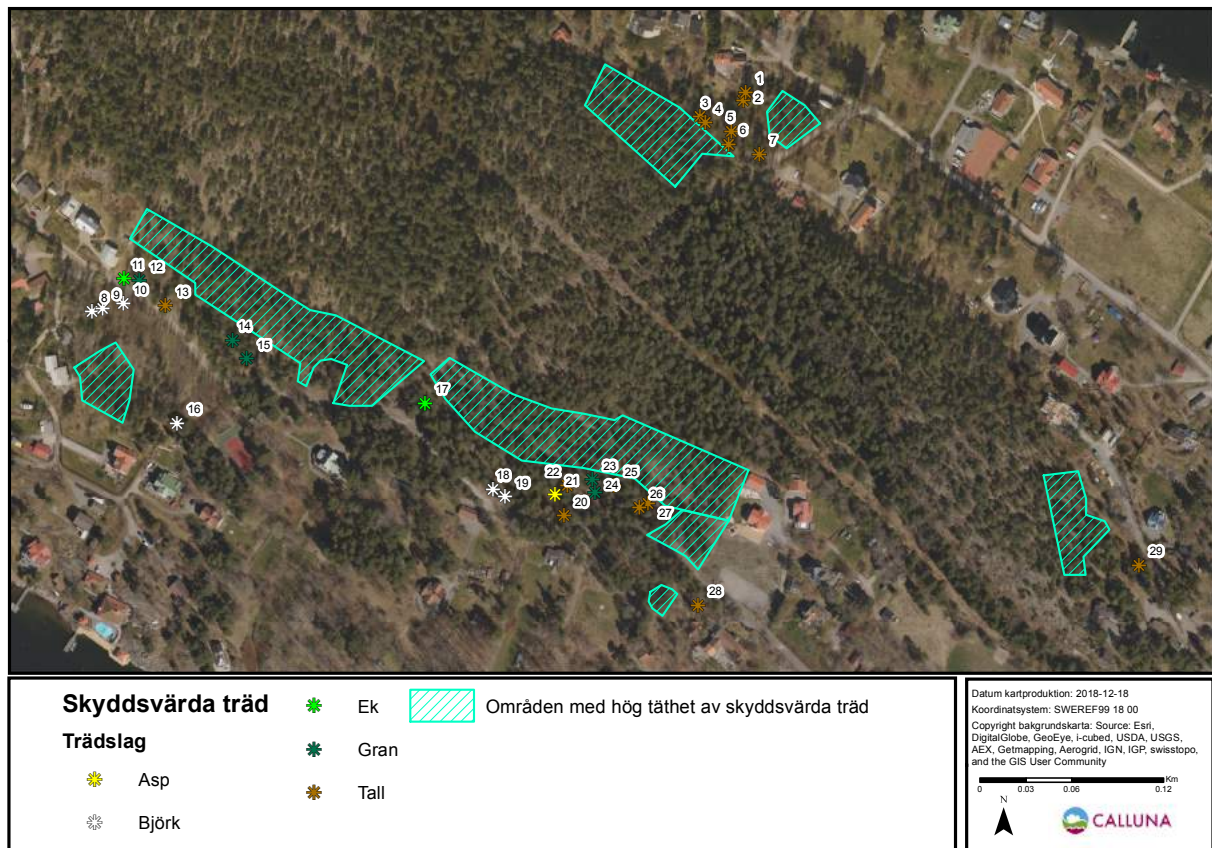 1
2
3
4
5
6
7
8
9
10
11
12
13
14
15
16
17
18
19
20
21
22
23
24
25
26
27
28
29
Skyddsvärda träd
Trädslag
Asp
Björk
Ek
Gran
Tall
Områden med hög täthet av skyddsvärda träd
Datum kartproduktion: 2018-12-18
Koordinatsystem: SWEREF99 18 00
Copyright bakgrundskarta: Source: Esri,
DigitalGlobe, GeoEye, i-cubed, USDA, USGS,
AEX, Getmapping, Aerogrid, IGN, IGP, swisstopo,
and the GIS User Community
Km
0 0.03 0.06 0.12
N
CALLUNA